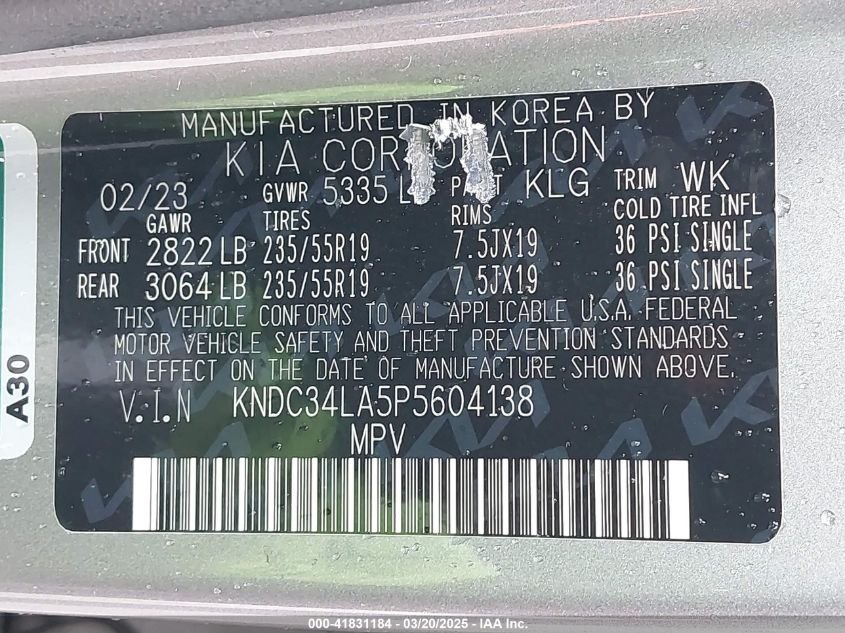 MANUFACTURED IN KOREA BY
KIA CORPORATION
02/23 GVWR 5335 LB PAINT KLG TRIM WK
GAWR TIRES RIMS COLD TIRE INFL
FRONT 2822 LB 235/55R19 7.5JX19 36 PSI SINGLE
REAR 3064 LB 235/55R19 7.5JX19 36 PSI SINGLE
THIS VEHICLE CONFORMS TO ALL APPLICABLE U.S.A. FEDERAL
MOTOR VEHICLE SAFETY AND THEFT PREVENTION STANDARDS
IN EFFECT ON THE DATE OF MANUFACTURE SHOWN ABOVE.
V.I.N KNDC34LA5P5604138
MPV
A30
000-41831184 - 03/20/2025 - IAA Inc.